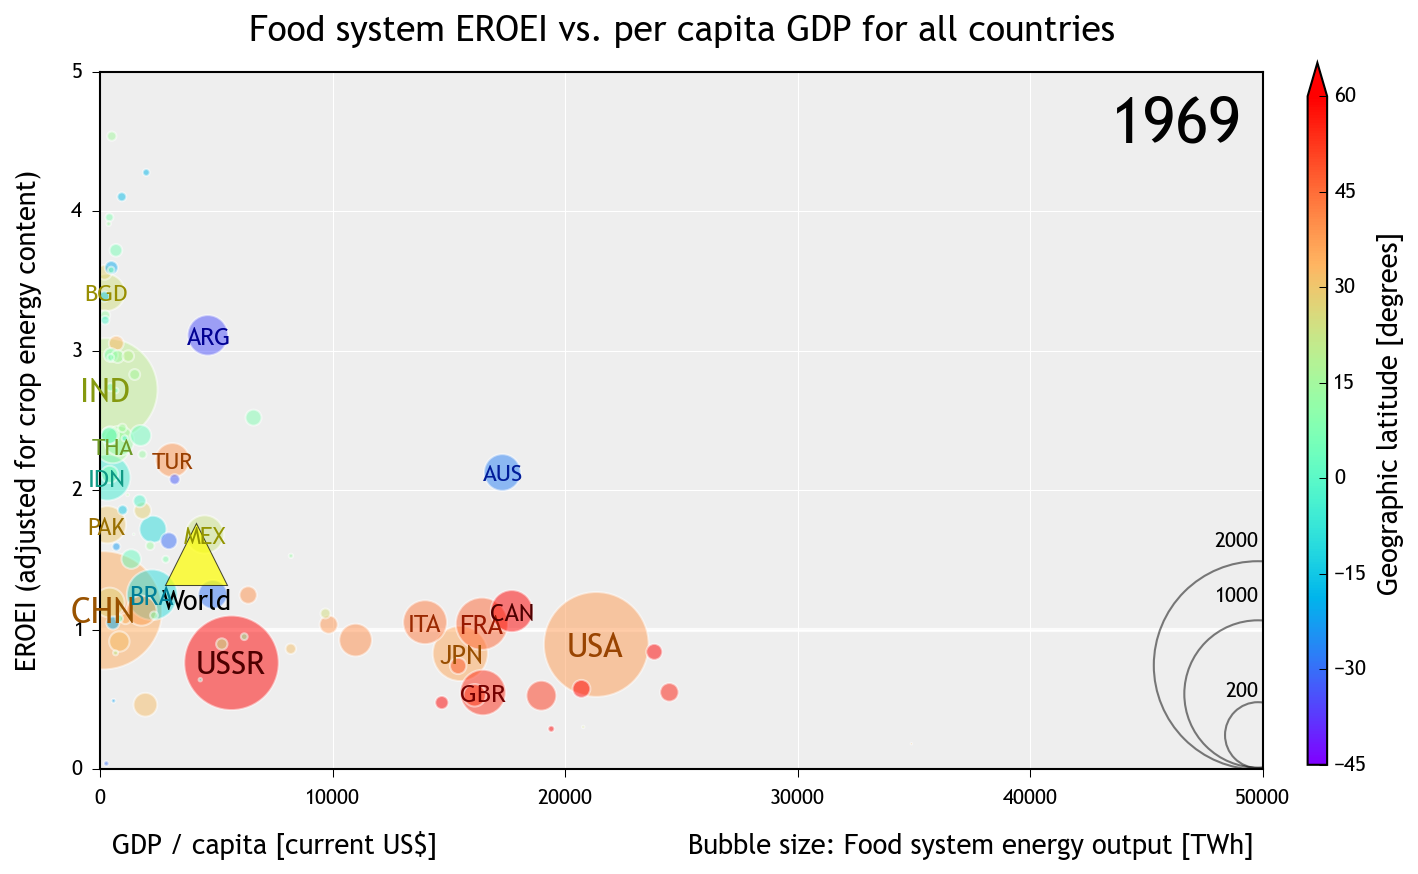 Food system EROEI vs. per capita GDP for all countries
1969
EROEI (adjusted for crop energy content)
5
4
3
2
1
0
BGD
ARG
IND
THA
TUR
IDN
AUS
PAK
MEX
BRA
World
CHN
ITA
FRA
CAN
USSR
JPN
USA
GBR
2000
1000
200
0
10000
20000
30000
40000
50000
GDP / capita [current US$]
Bubble size: Food system energy output [TWh]
60
45
30
15
0
−15
−30
−45
Geographic latitude [degrees]